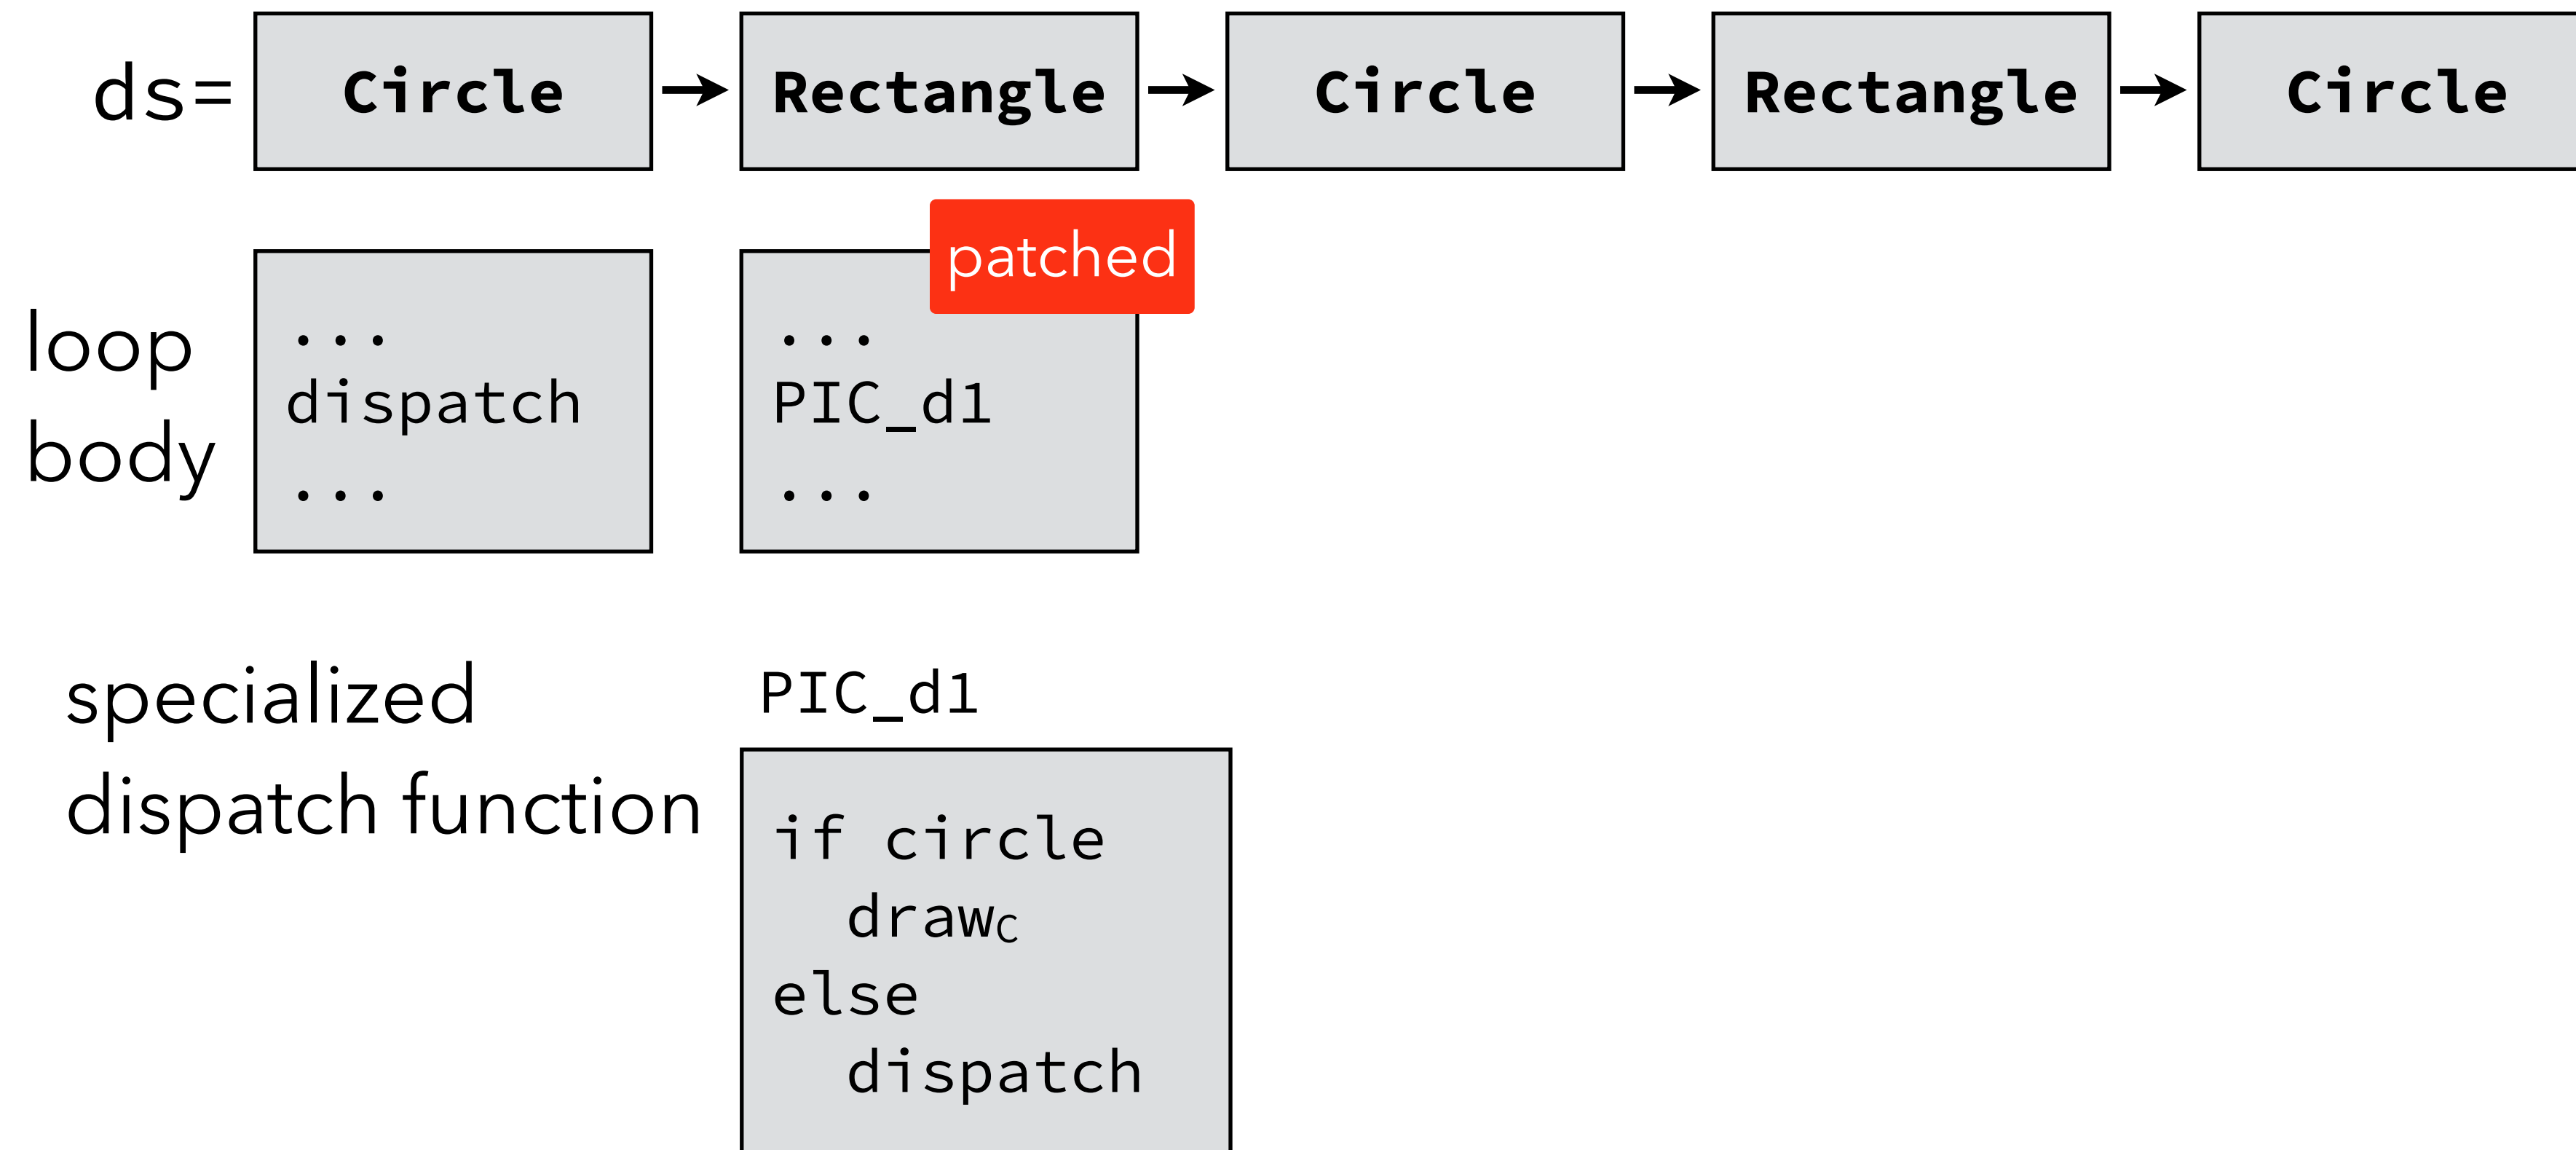 ds= Circle Rectangle Circle Rectangle Circle
patched
loop
body
...
dispatch
...
...
PIC_d1
...
specialized
dispatch function
PIC_d1
if circle
  drawC
else
  dispatch